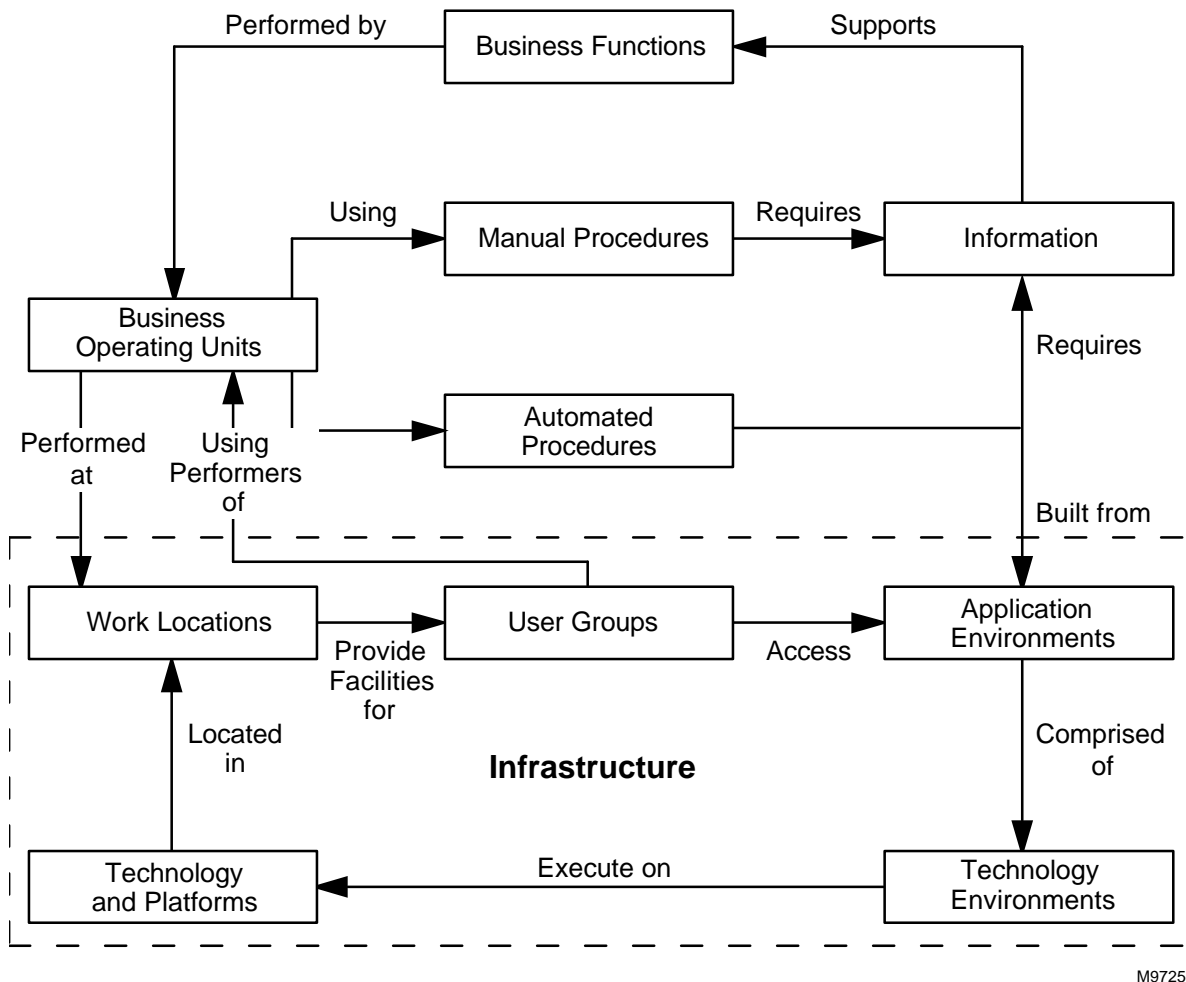 Performed by
Business Functions
Supports
Using
Manual Procedures
Requires
Information
Business
Operating Units
Requires
Automated
Procedures
Performed
at
Using
Performers
of
Built from
Work Locations
User Groups
Application
Environments
Provide
Facilities
for
Access
Located
in
Infrastructure
Comprised
of
Technology
and Platforms
Execute on
Technology
Environments
M9725